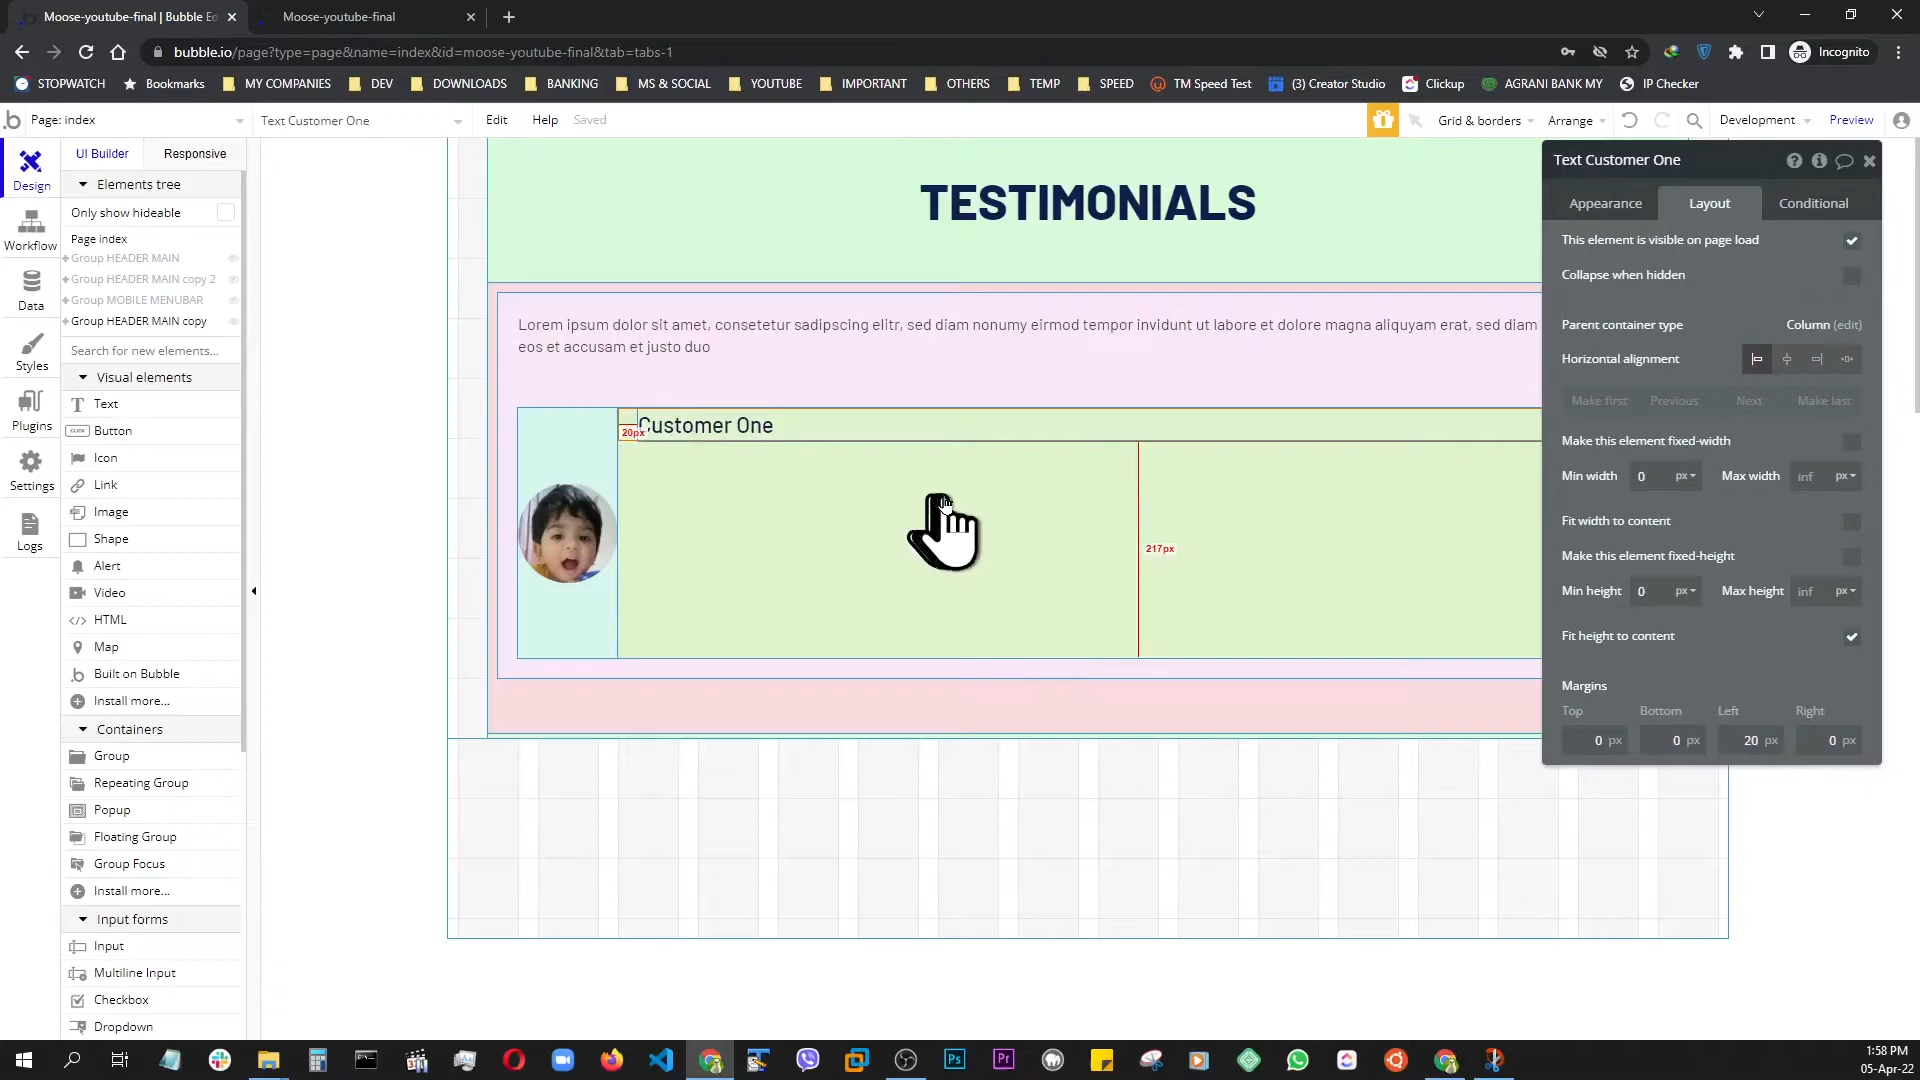 Moose-youtube-final | Bubble Ed
Moose-youtube-final
bubble.io/page?type=page&name=index&id=moose-youtube-final&tab=tabs-1
Incognito
STOPWATCH
Bookmarks
MY COMPANIES
DEV
DOWNLOADS
BANKING
MS & SOCIAL
YOUTUBE
IMPORTANT
OTHERS
TEMP
SPEED
TM Speed Test
(3) Creator Studio
Clickup
AGRANI BANK MY
IP Checker
Page: index
Text Customer One
Edit
Help
Saved
Grid & borders
Arrange
Development
Preview
Design
Workflow
Data
Styles
Plugins
Settings
Logs
UI Builder
Responsive
Elements tree
Only show hideable
Page index
Group HEADER MAIN
Group HEADER MAIN copy 2
Group MOBILE MENUBAR
Group HEADER MAIN copy
Search for new elements...
Visual elements
Text
CLICK
Button
Icon
Link
Image
Shape
Alert
Video
HTML
Map
Built on Bubble
Install more...
Containers
Group
Repeating Group
Popup
Floating Group
Group Focus
Install more...
Input forms
Input
Multiline Input
Checkbox
Dropdown
TESTIMONIALS
Lorem ipsum dolor sit amet, consetetur sadipscing elitr, sed diam nonumy eirmod tempor invidunt ut labore et dolore magna aliquyam erat, sed diam
eos et accusam et justo duo
20px
Customer One
217px
Text Customer One
Appearance
Layout
Conditional
This element is visible on page load
Collapse when hidden
Parent container type
Column (edit)
Horizontal alignment
Make first
Previous
Next
Make last
Make this element fixed-width
Min width
0 px
Max width
inf px
Fit width to content
Make this element fixed-height
Min height
0 px
Max height
inf px
Fit height to content
Margins
Top
Bottom
Left
Right
0 px
0 px
20 px
0 px
Ps
Pr
1:58 PM
05-Apr-22